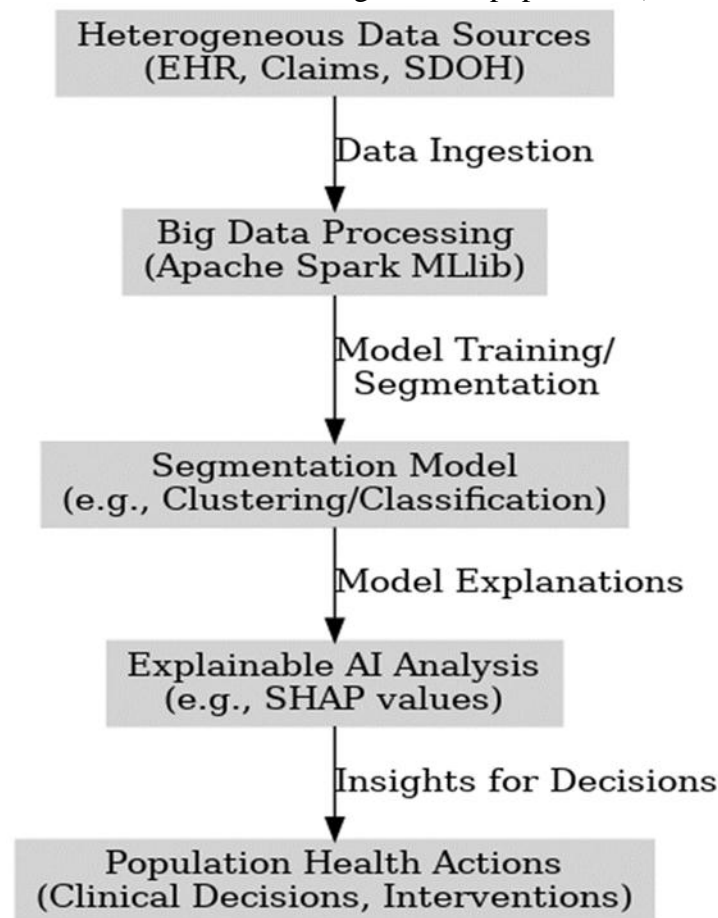 Heterogeneous Data Sources
(EHR, Claims, SDOH)
Data Ingestion
Big Data Processing
(Apache Spark MLlib)
Model Training/
Segmentation
Segmentation Model
(e.g., Clustering/Classification)
Model Explanations
Explainable AI Analysis
(e.g., SHAP values)
Insights for Decisions
Population Health Actions
(Clinical Decisions, Interventions)